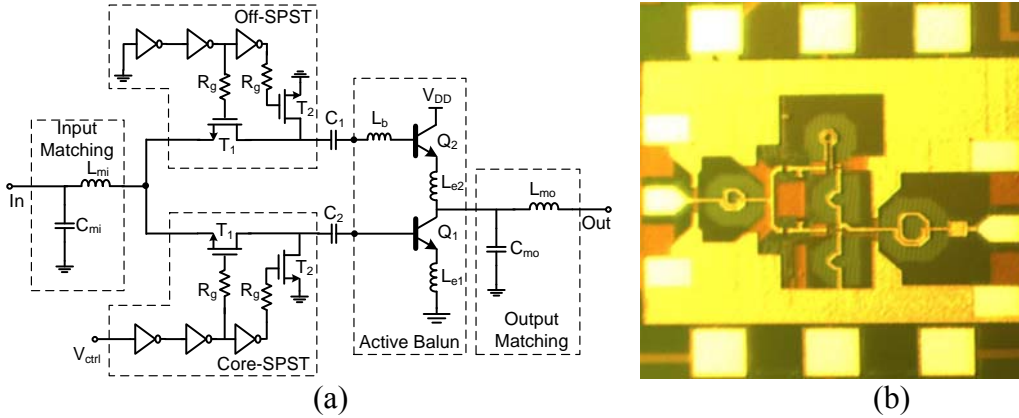 Off-SPST
R_g
R_g
T_2
T_1
C_1
L_b
V_DD
Q_2
L_e2
Input
Matching
L_mi
In
C_mi
C_2
Q_1
L_e1
L_mo
Out
C_mo
T_1
T_2
R_g
R_g
V_ctrl
Core-SPST
Active Balun
Output
Matching
(a)
(b)